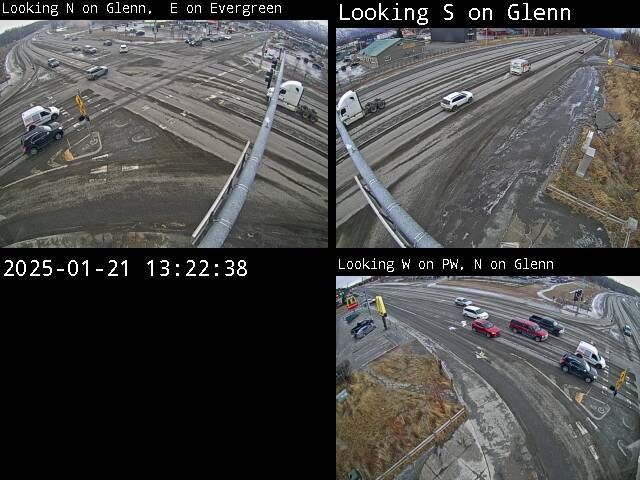 Looking N on Glenn,  E on Evergreen
Looking S on Glenn
2025-01-21 13:22:38
Looking W on PW, N on Glenn